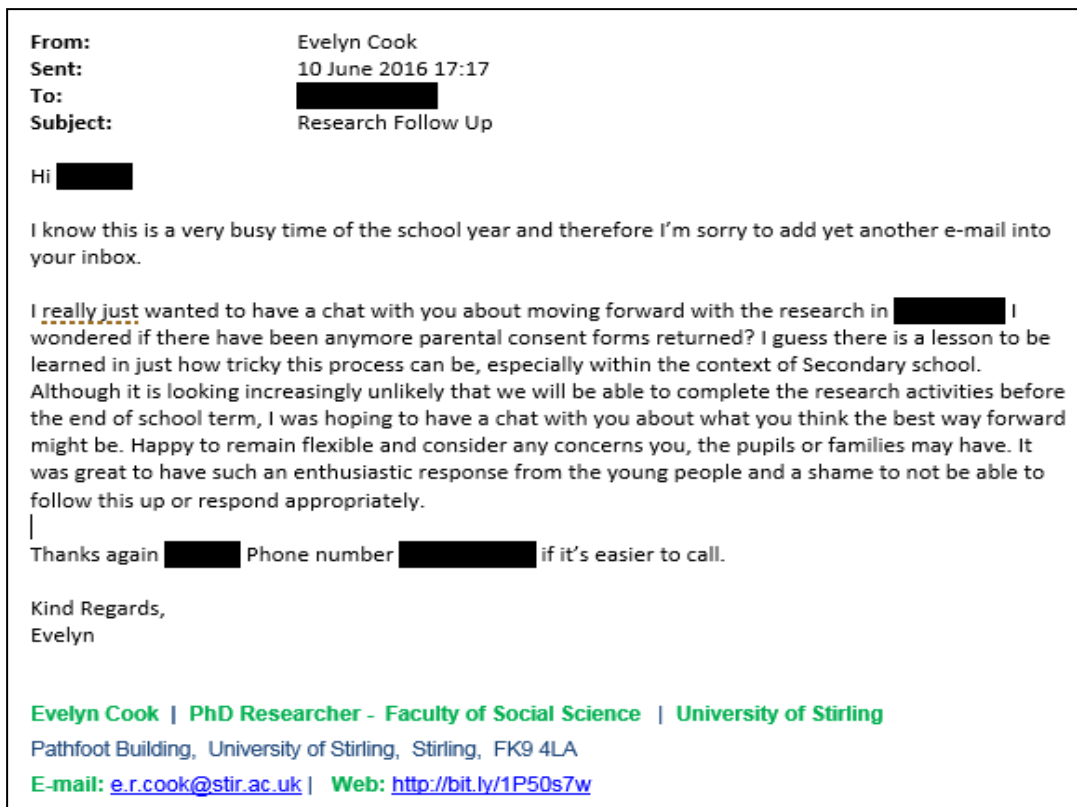 From: Evelyn Cook
Sent: 10 June 2016 17:17
To:
Subject: Research Follow Up
Hi
I know this is a very busy time of the school year and therefore I’m sorry to add yet another e-mail into
your inbox.
I really just wanted to have a chat with you about moving forward with the research in I
wondered if there have been anymore parental consent forms returned? I guess there is a lesson to be
learned in just how tricky this process can be, especially within the context of Secondary school.
Although it is looking increasingly unlikely that we will be able to complete the research activities before
the end of school term, I was hoping to have a chat with you about what you think the best way forward
might be. Happy to remain flexible and consider any concerns you, the pupils or families may have. It
was great to have such an enthusiastic response from the young people and a shame to not be able to
follow this up or respond appropriately.
Thanks again Phone number if it’s easier to call.
Kind Regards,
Evelyn
Evelyn Cook | PhD Researcher - Faculty of Social Science | University of Stirling
Pathfoot Building, University of Stirling, Stirling, FK9 4LA
E-mail: e.r.cook@stir.ac.uk | Web: http://bit.ly/1P50s7w